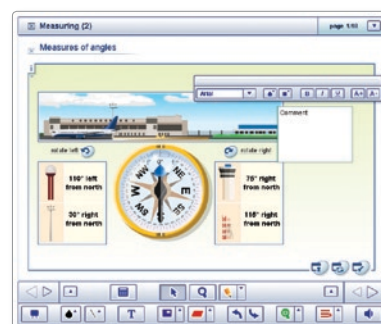 Measuring (2)
page 1/10
Measures of angles
Arial
B I U A+ A-
Comment
rotate left
rotate right
N
NE
E
SE
S
SW
W
NW
110° left
from north
30° right
from north
75° right
from north
115° right
from north
T